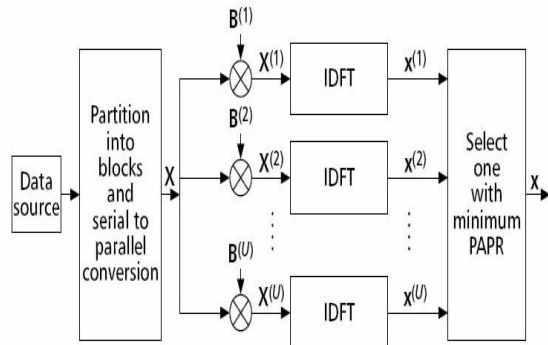 Data
source
Partition
into
blocks
and
serial to
parallel
conversion
X
B(1)
X(1)
IDFT
x(1)
B(2)
X(2)
IDFT
x(2)
B(U)
X(U)
IDFT
x(U)
Select
one
with
minimum
PAPR
x